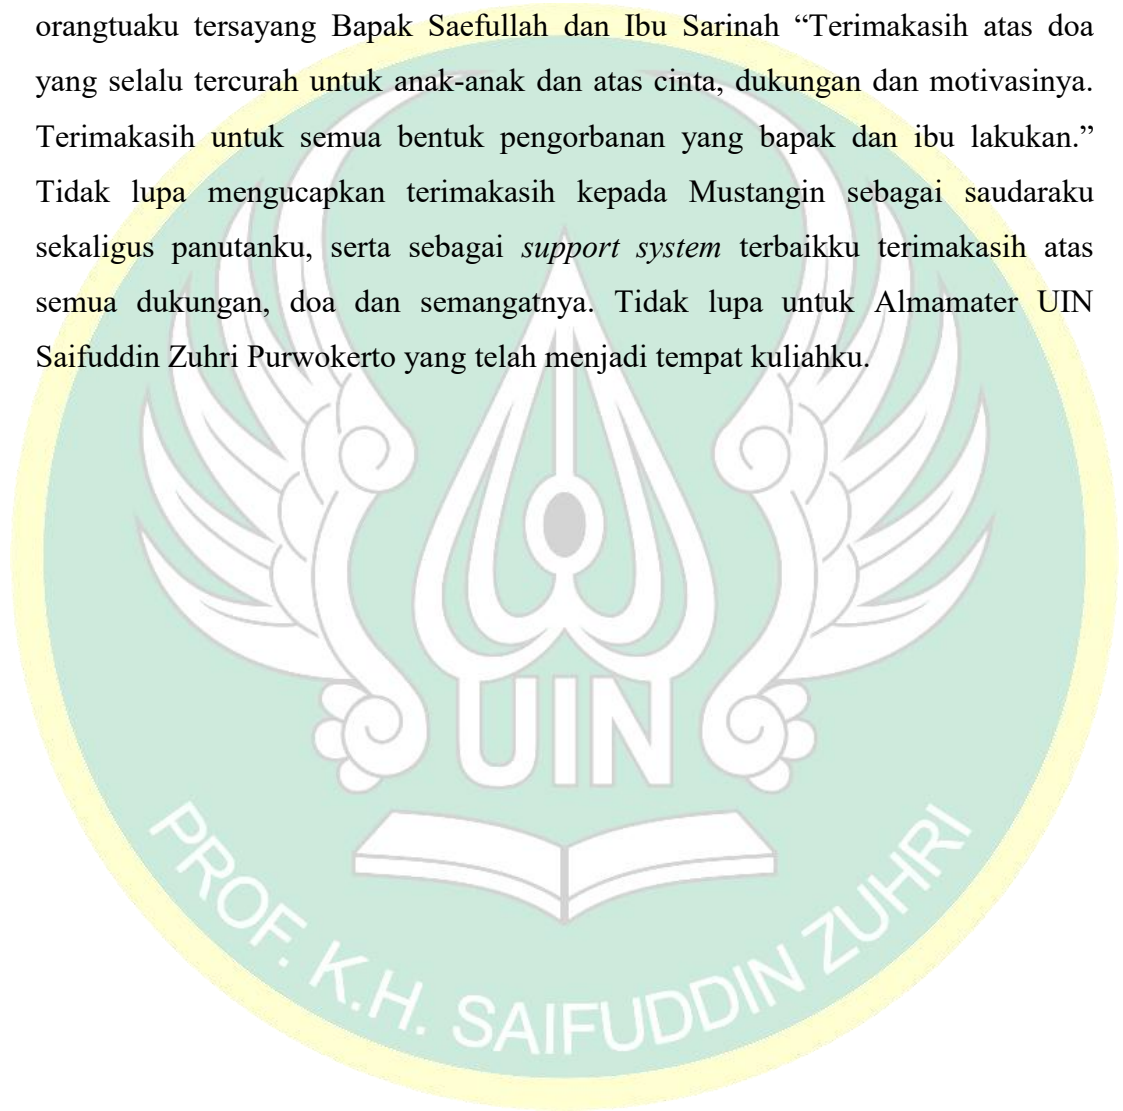 orangtuaku tersayang Bapak Saefullah dan Ibu Sarinah “Terimakasih atas doa
yang selalu tercurah untuk anak-anak dan atas cinta, dukungan dan motivasinya.
Terimakasih untuk semua bentuk pengorbanan yang bapak dan ibu lakukan.”
Tidak lupa mengucapkan terimakasih kepada Mustangin sebagai saudaraku
sekaligus panutanku, serta sebagai support system terbaikku terimakasih atas
semua dukungan, doa dan semangatnya. Tidak lupa untuk Almamater UIN
Saifuddin Zuhri Purwokerto yang telah menjadi tempat kuliahku.
UIN
PROF. K.H. SAIFUDDIN ZUHRI